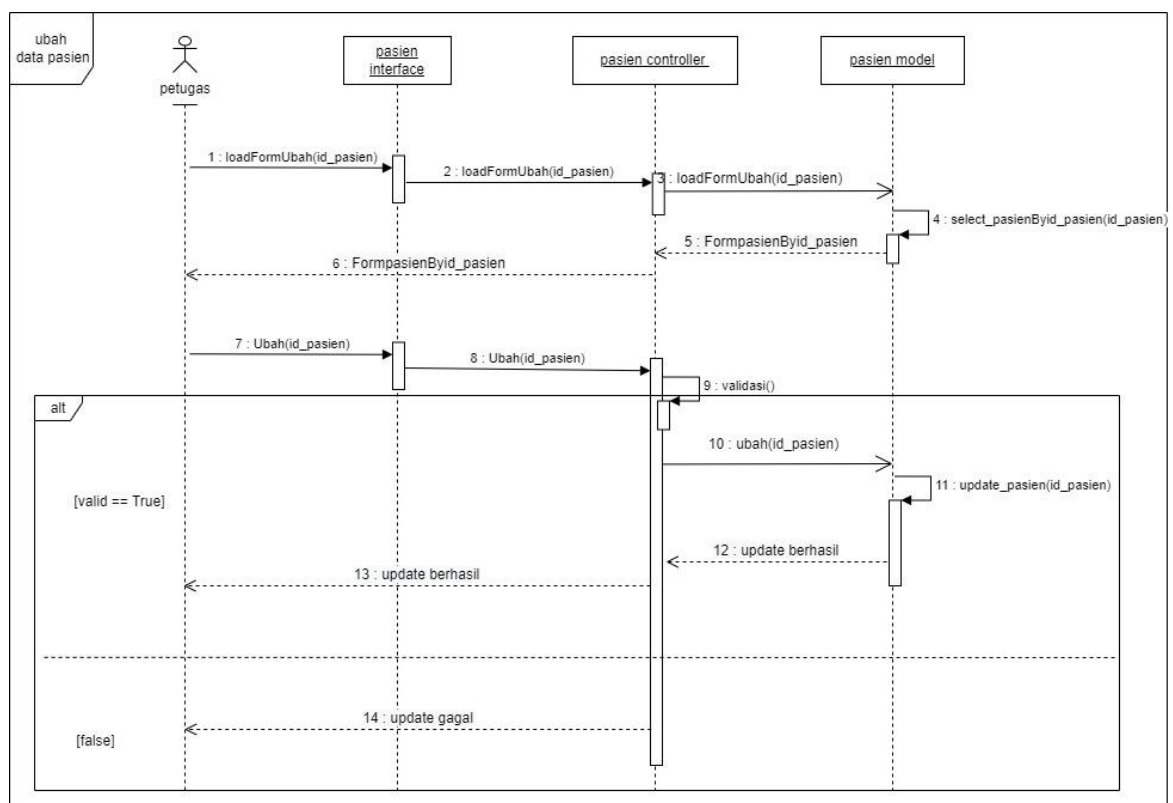 ubah
data pasien
petugas
pasien
interface
pasien controller
pasien model
1 : loadFormUbah(id_pasien)
2 : loadFormUbah(id_pasien)
3 : loadFormUbah(id_pasien)
4 : select_pasienByid_pasien(id_pasien)
5 : FormpasienByid_pasien
6 : FormpasienByid_pasien
7 : Ubah(id_pasien)
8 : Ubah(id_pasien)
9 : validasi()
alt
10 : ubah(id_pasien)
11 : update_pasien(id_pasien)
[valid == True]
12 : update berhasil
13 : update berhasil
14 : update gagal
[false]